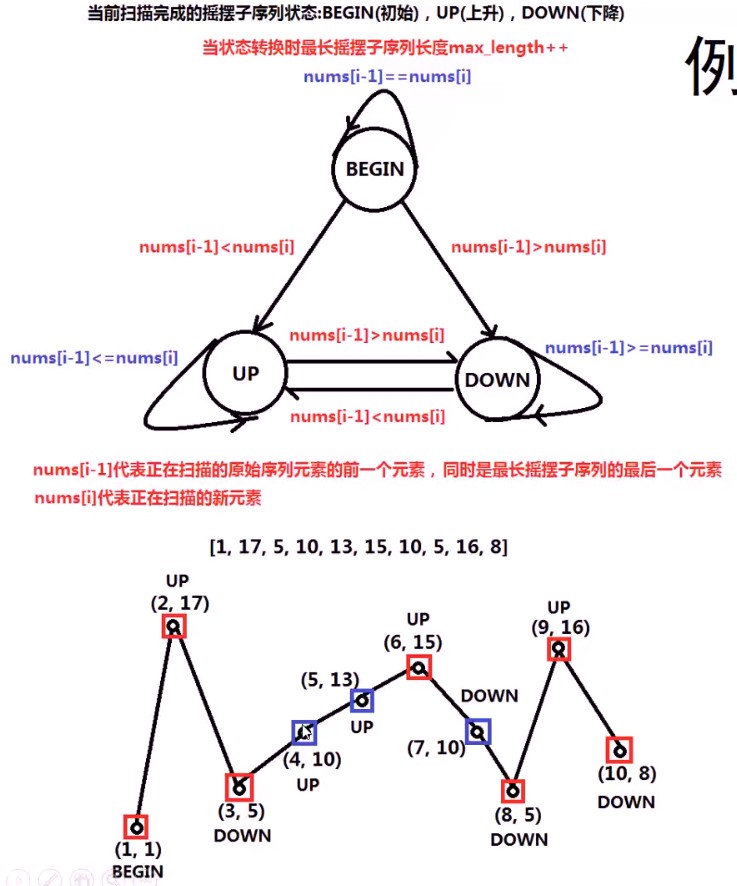 当前扫描完成的摇摆子序列状态:BEGIN(初始)，UP(上升)，DOWN(下降)
当状态转换时最长摇摆子序列长度max_length++
例
nums[i-1]==nums[i]
BEGIN
nums[i-1]<nums[i]
nums[i-1]>nums[i]
nums[i-1]<=nums[i]
nums[i-1]>nums[i]
nums[i-1]>=nums[i]
UP
DOWN
nums[i-1]<nums[i]
nums[i-1]代表正在扫描的原始序列元素的前一个元素，同时是最长摇摆子序列的最后一个元素
nums[i]代表正在扫描的新元素
[1, 17, 5, 10, 13, 15, 10, 5, 16, 8]
UP
(2, 17)
UP
(6, 15)
UP
(9, 16)
(5, 13)
UP
DOWN
(7, 10)
(4, 10)
UP
(3, 5)
DOWN
(8, 5)
DOWN
(10, 8)
DOWN
(1, 1)
BEGIN